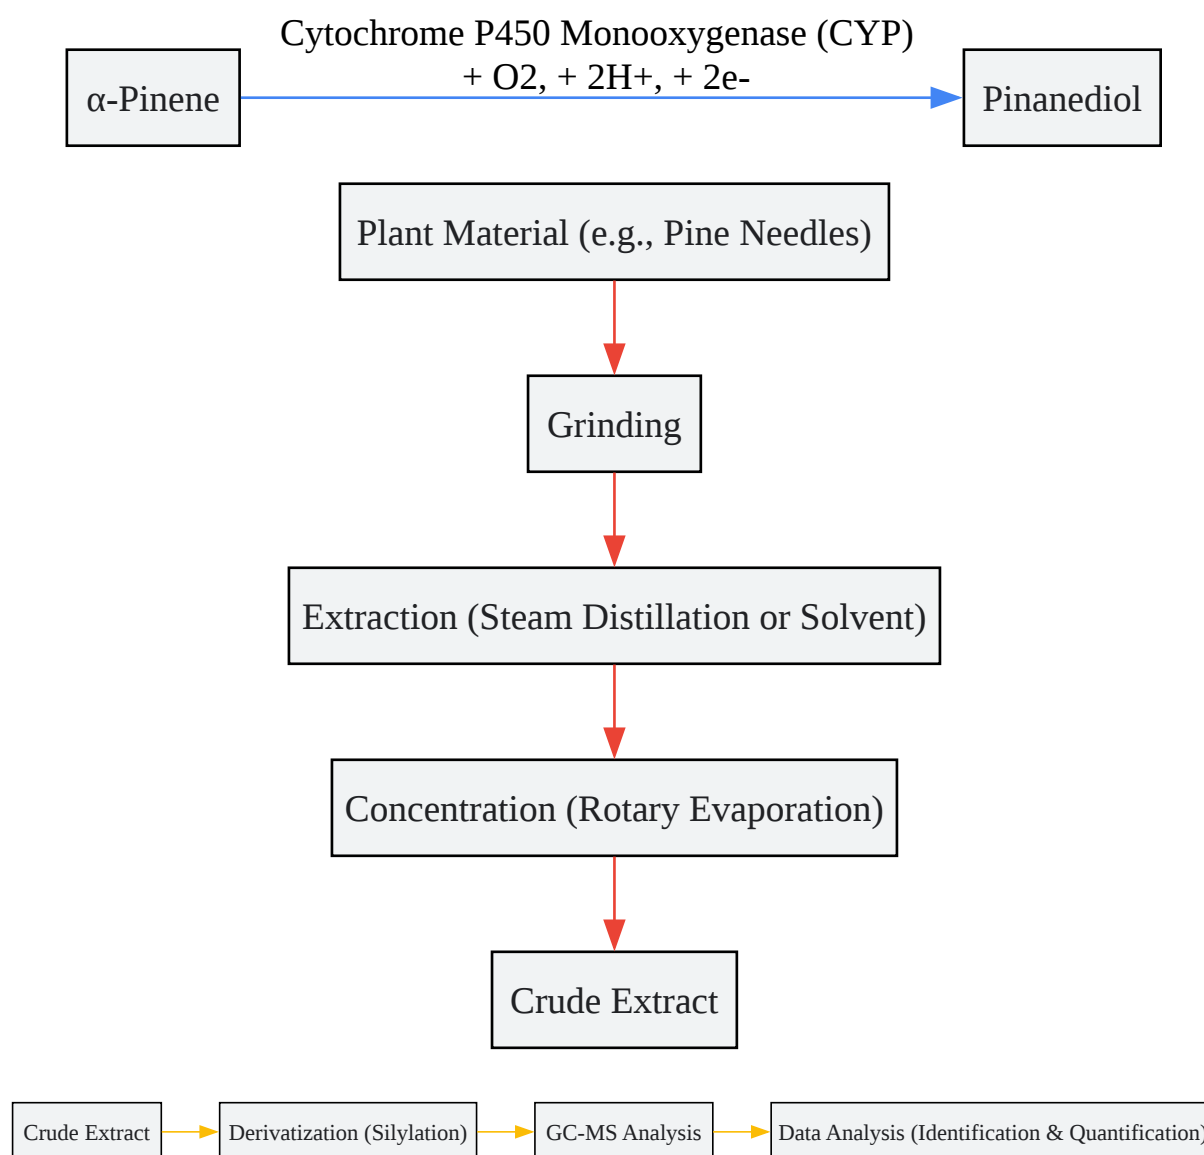 Cytochrome P450 Monooxygenase (CYP)
+ O2, + 2H+, + 2e-
α-Pinene
Pinanediol
Plant Material (e.g., Pine Needles)
Grinding
Extraction (Steam Distillation or Solvent)
Concentration (Rotary Evaporation)
Crude Extract
Crude Extract
Derivatization (Silylation)
GC-MS Analysis
Data Analysis (Identification & Quantification)